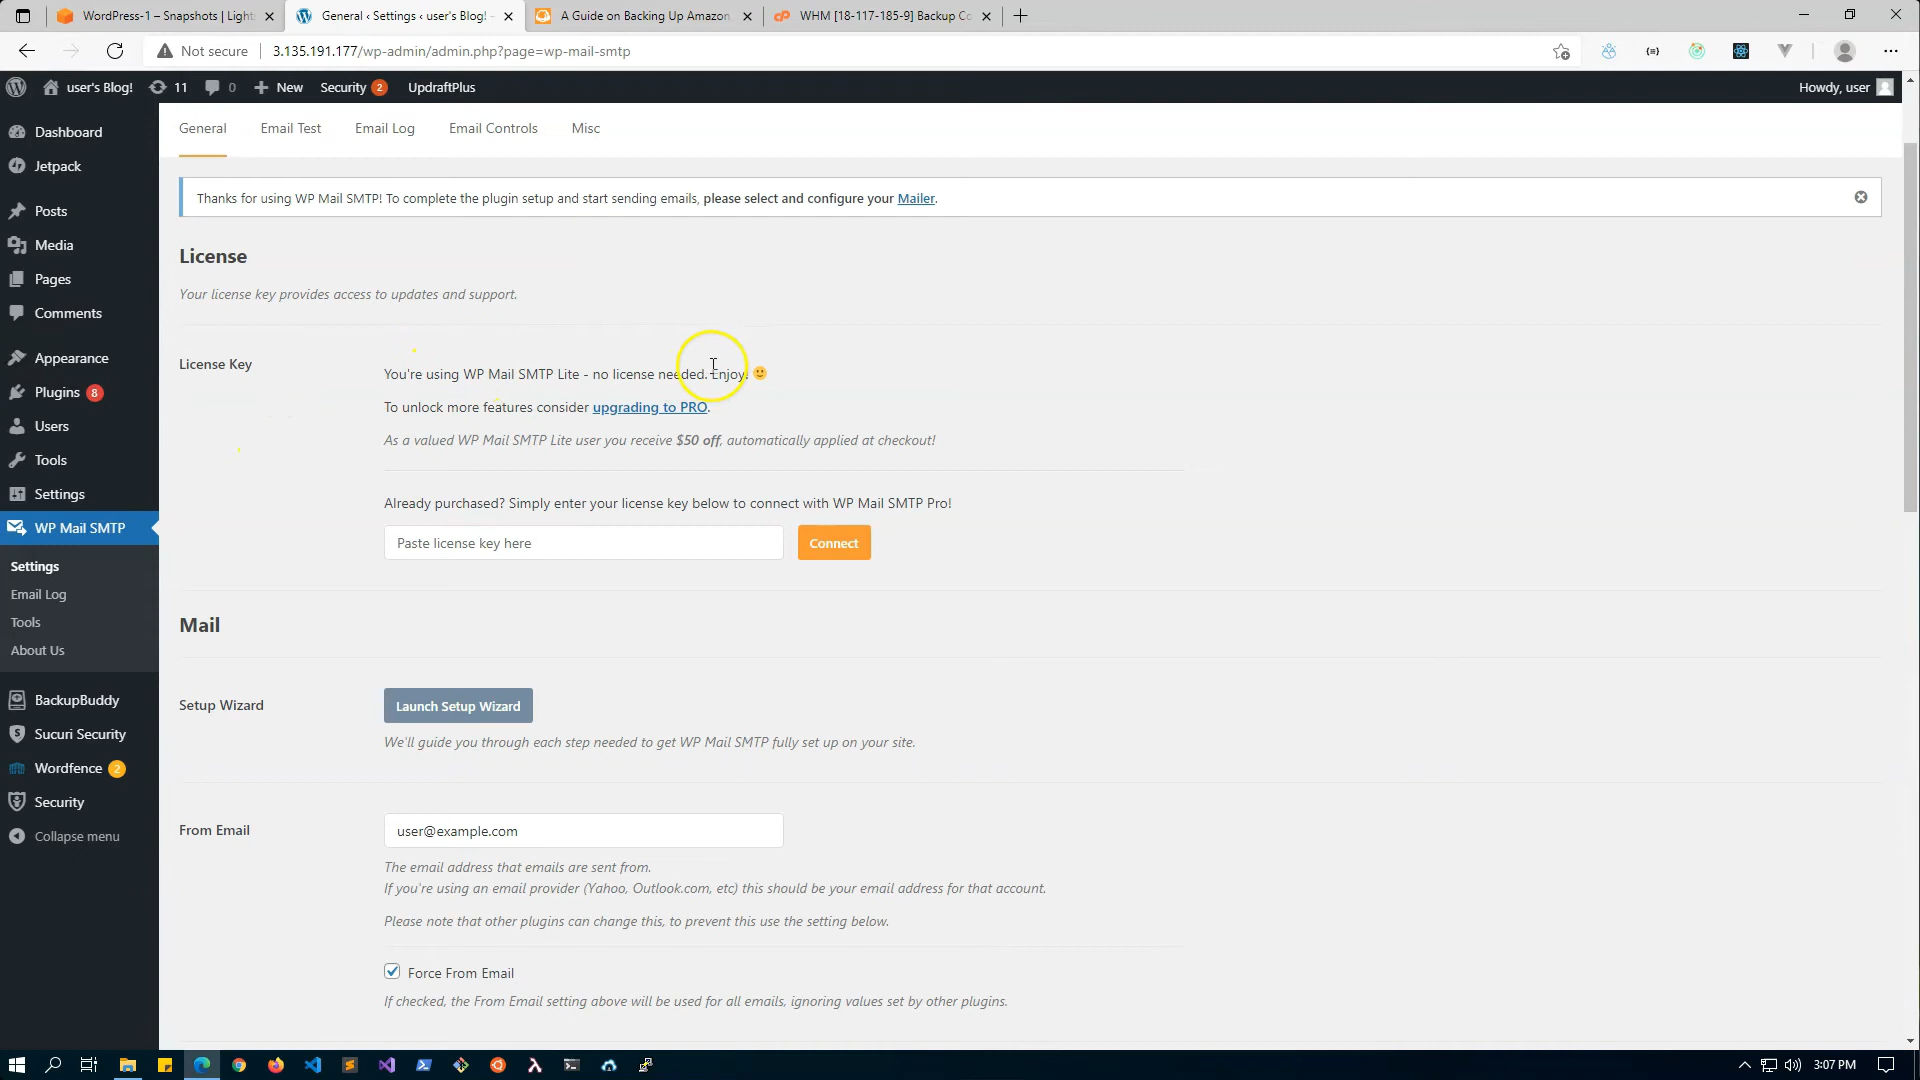 WordPress-1 – Snapshots | Light
General ‹ Settings ‹ user's Blog! –
A Guide on Backing Up Amazon
WHM [18-117-185-9] Backup Co
Not secure
3.135.191.177/wp-admin/admin.php?page=wp-mail-smtp
user's Blog!
11
0
New
Security 2
UpdraftPlus
Howdy, user
Dashboard
Jetpack
Posts
Media
Pages
Comments
Appearance
Plugins 8
Users
Tools
Settings
WP Mail SMTP
Settings
Email Log
Tools
About Us
BackupBuddy
Sucuri Security
Wordfence 2
Security
Collapse menu
General
Email Test
Email Log
Email Controls
Misc
Thanks for using WP Mail SMTP! To complete the plugin setup and start sending emails, please select and configure your Mailer.
License
Your license key provides access to updates and support.
License Key
You're using WP Mail SMTP Lite - no license needed. Enjoy! 🙂
To unlock more features consider upgrading to PRO.
As a valued WP Mail SMTP Lite user you receive $50 off, automatically applied at checkout!
Already purchased? Simply enter your license key below to connect with WP Mail SMTP Pro!
Paste license key here
Connect
Mail
Setup Wizard
Launch Setup Wizard
We'll guide you through each step needed to get WP Mail SMTP fully set up on your site.
From Email
user@example.com
The email address that emails are sent from.
If you're using an email provider (Yahoo, Outlook.com, etc) this should be your email address for that account.
Please note that other plugins can change this, to prevent this use the setting below.
Force From Email
If checked, the From Email setting above will be used for all emails, ignoring values set by other plugins.
3:07 PM